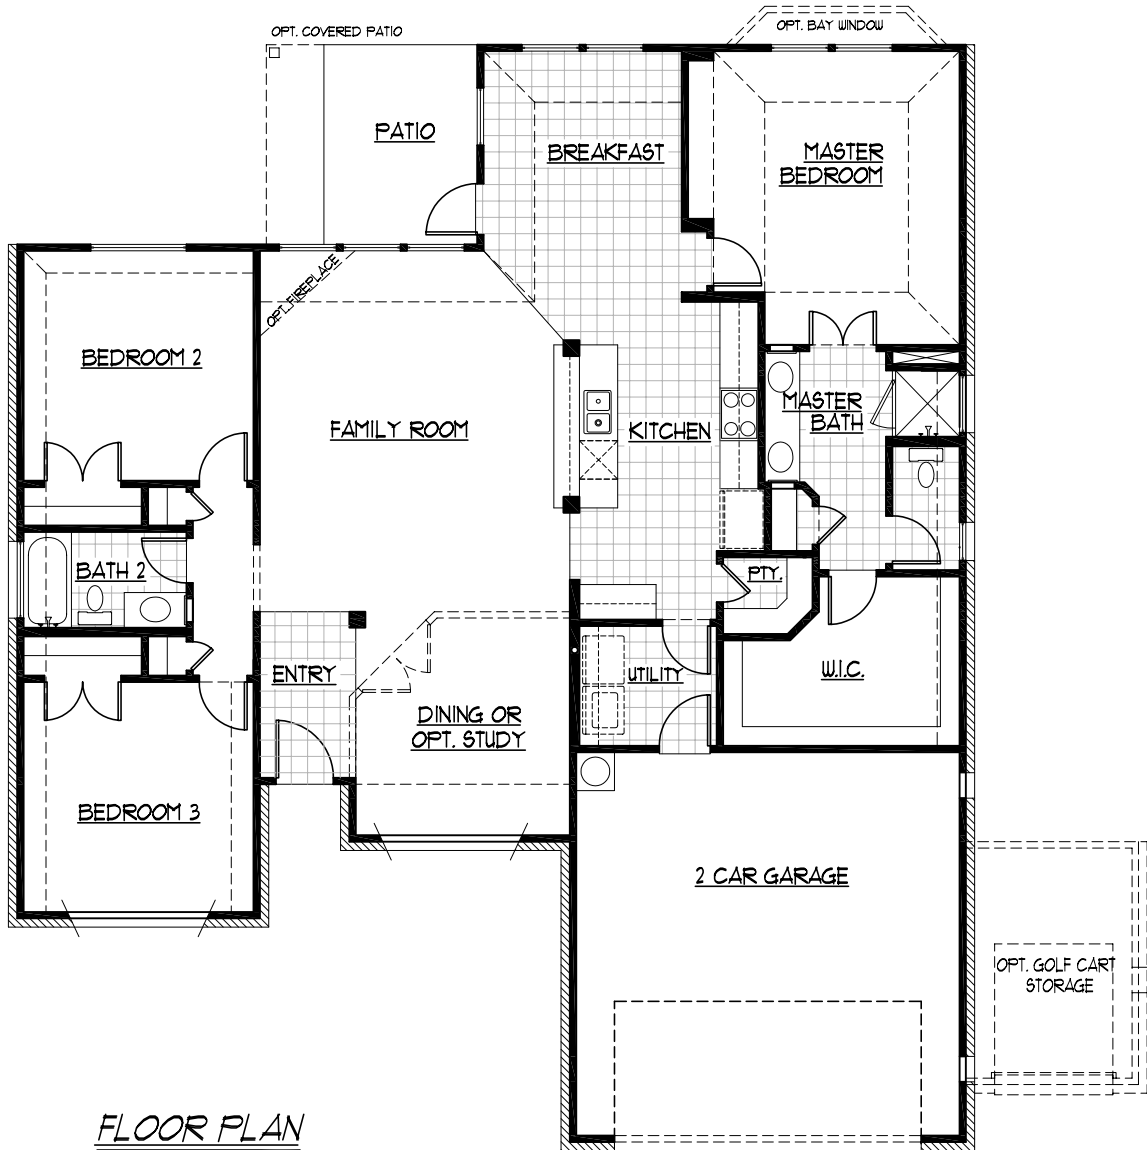 OPT. BAY WINDOW
OPT. COVERED PATIO
PATIO
BREAKFAST
MASTER
BEDROOM
OPT. FIREPLACE
BEDROOM 2
FAMILY ROOM
KITCHEN
MASTER
BATH
BATH 2
PTY.
ENTRY
UTILITY
W.I.C.
DINING OR
OPT. STUDY
BEDROOM 3
2 CAR GARAGE
OPT. GOLF CART
STORAGE
FLOOR PLAN